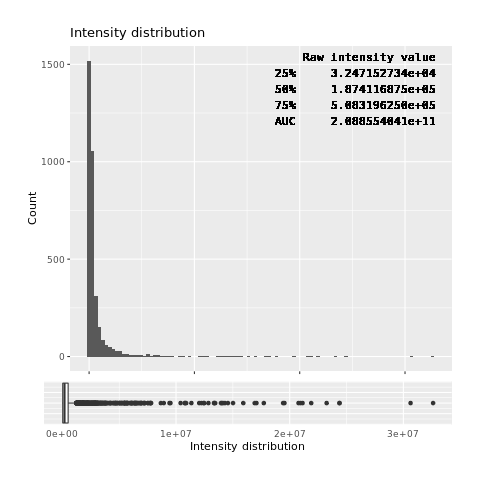 Intensity distribution
Raw intensity value
25% 3.247152734e+04
50% 1.874116875e+05
75% 5.083196250e+05
AUC 2.088554041e+11
1500
1000
500
0
Count
0e+00 1e+07 2e+07 3e+07
Intensity distribution